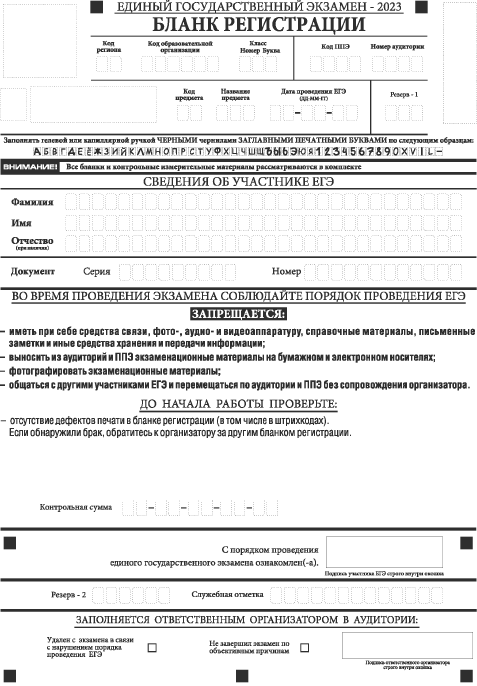 ЕДИНЫЙ ГОСУДАРСТВЕННЫЙ ЭКЗАМЕН - 2023
БЛАНК РЕГИСТРАЦИИ
Код региона
Код образовательной организации
Класс
Номер Буква
Код ППЭ
Номер аудитории
Код предмета
Название предмета
Дата проведения ЕГЭ
(ДД-ММ-ГГ)
Резерв - 1
Заполнять гелевой или капиллярной ручкой ЧЕРНЫМИ чернилами ЗАГЛАВНЫМИ ПЕЧАТНЫМИ БУКВАМИ по следующим образцам:
АБВГДЕЁЖЗИЙКЛМНОПРСТУФХЦЧШЩЪЫЬЭЮЯ1234567890XVIL-
ВНИМАНИЕ! Все бланки и контрольные измерительные материалы рассматриваются в комплекте
СВЕДЕНИЯ ОБ УЧАСТНИКЕ ЕГЭ
Фамилия
Имя
Отчество
(при наличии)
Документ Серия Номер
ВО ВРЕМЯ ПРОВЕДЕНИЯ ЭКЗАМЕНА СОБЛЮДАЙТЕ ПОРЯДОК ПРОВЕДЕНИЯ ЕГЭ
ЗАПРЕЩАЕТСЯ:
– иметь при себе средства связи, фото-, аудио- и видеоаппаратуру, справочные материалы, письменные
заметки и иные средства хранения и передачи информации;
– выносить из аудиторий и ППЭ экзаменационные материалы на бумажном и электронном носителях;
– фотографировать экзаменационные материалы;
– общаться с другими участниками ЕГЭ и перемещаться по аудитории и ППЭ без сопровождения организатора.
ДО НАЧАЛА РАБОТЫ ПРОВЕРЬТЕ:
– отсутствие дефектов печати в бланке регистрации (в том числе в штрихкодах).
Если обнаружили брак, обратитесь к организатору за другим бланком регистрации.
Контрольная сумма
С порядком проведения
единого государственного экзамена ознакомлен(-а).
Подпись участника ЕГЭ строго внутри окошка
Резерв - 2 Служебная отметка
ЗАПОЛНЯЕТСЯ ОТВЕТСТВЕННЫМ ОРГАНИЗАТОРОМ В АУДИТОРИИ:
Удален с экзамена в связи
с нарушением порядка
проведения ЕГЭ
Не завершил экзамен по
объективным причинам
Подпись ответственного организатора
строго внутри окошка